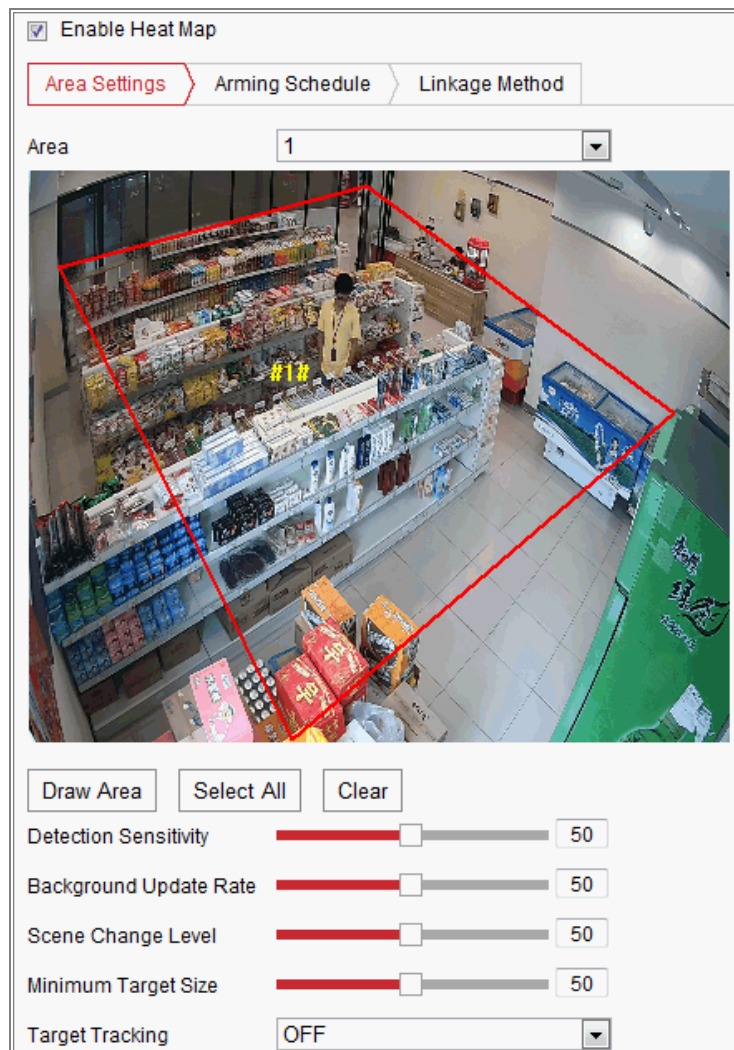 Enable Heat Map
Area Settings Arming Schedule Linkage Method
Area 1
#1#
Draw Area Select All Clear
Detection Sensitivity 50
Background Update Rate 50
Scene Change Level 50
Minimum Target Size 50
Target Tracking OFF